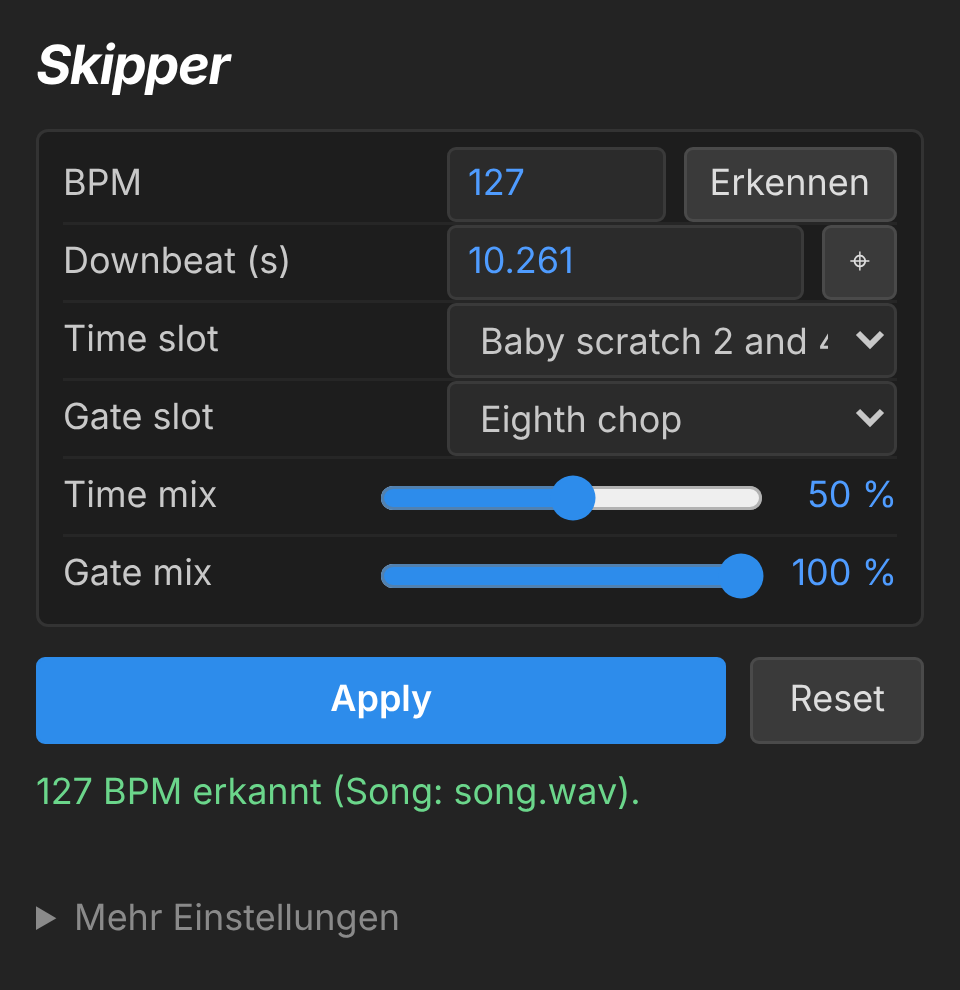 Skipper
BPM 127 Erkennen
Downbeat (s) 10.261
Time slot Baby scratch 2 and
Gate slot Eighth chop
Time mix 50 %
Gate mix 100 %
Apply Reset
127 BPM erkannt (Song: song.wav).
Mehr Einstellungen